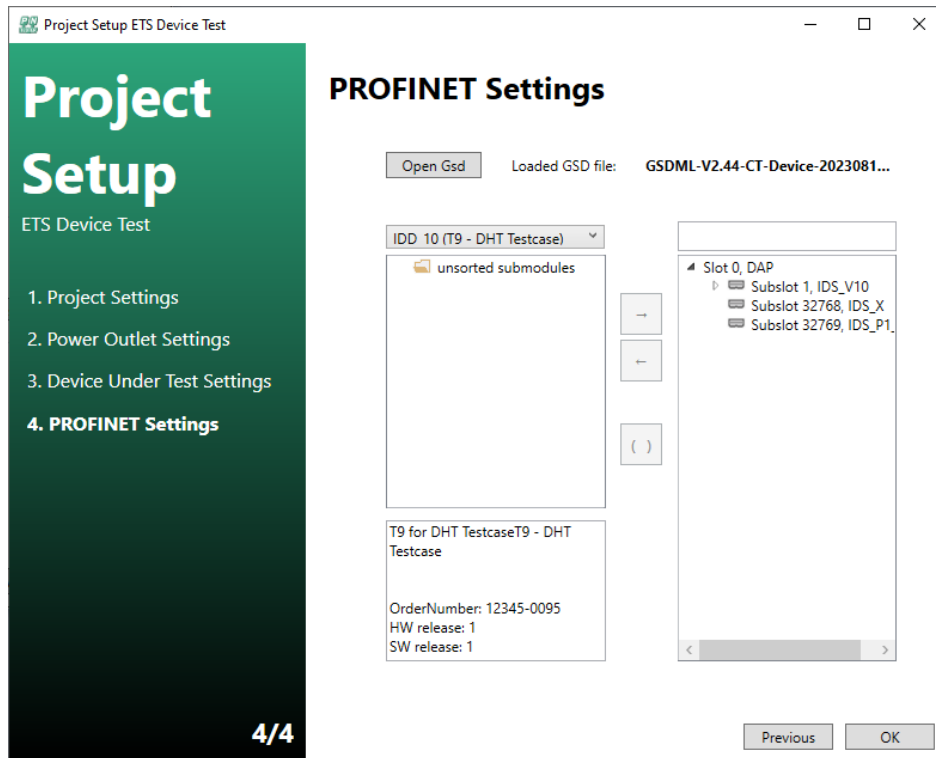 Project Setup ETS Device Test
Project
Setup
ETS Device Test
1. Project Settings
2. Power Outlet Settings
3. Device Under Test Settings
4. PROFINET Settings
4/4
PROFINET Settings
Open Gsd
Loaded GSD file:
GSDML-V2.44-CT-Device-2023081...
IDD_10 (T9 - DHT Testcase)
unsorted submodules
→
←
( )
T9 for DHT TestcaseT9 - DHT
Testcase
OrderNumber: 12345-0095
HW release: 1
SW release: 1
Slot 0, DAP
Subslot 1, IDS_V10
Subslot 32768, IDS_X
Subslot 32769, IDS_P1_
Previous
OK